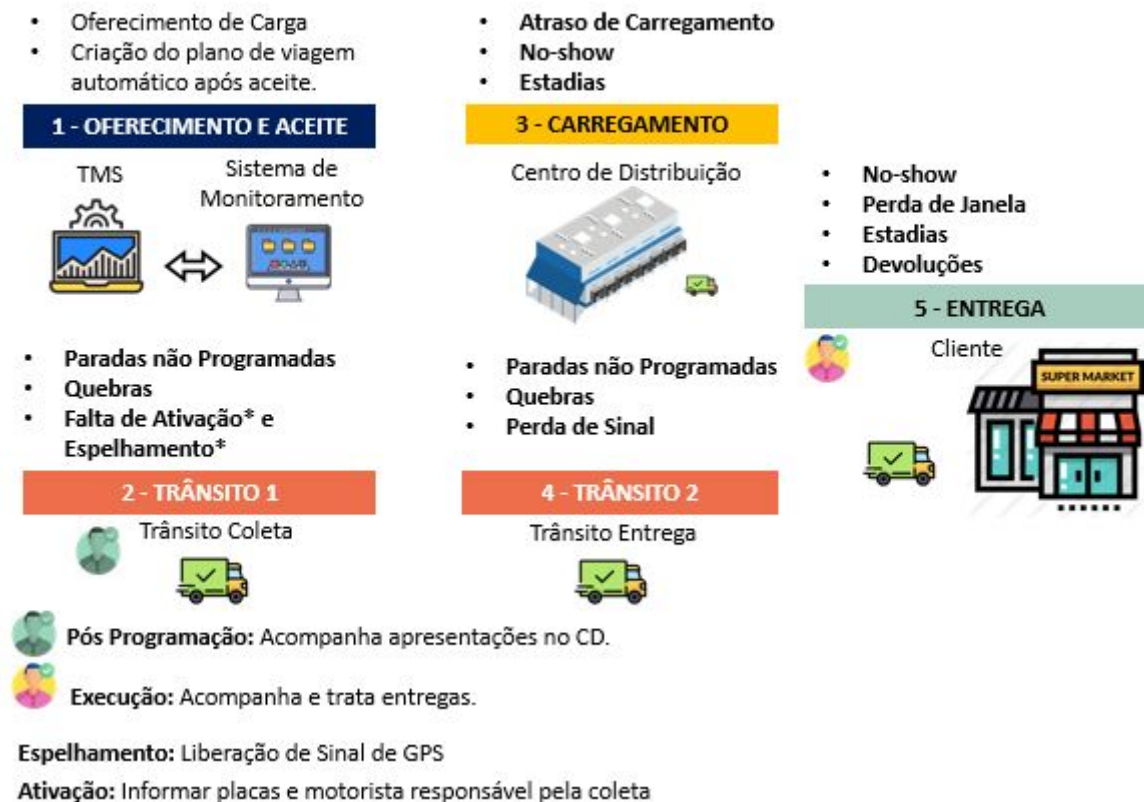 • Oferecimento de Carga
• Criação do plano de viagem
automático após aceite.
1 - OFERECIMENTO E ACEITE
TMS
Sistema de
Monitoramento
• Paradas não Programadas
• Quebras
• Falta de Ativação* e
Espelhamento*
2 - TRÂNSITO 1
Trânsito Coleta
• Atraso de Carregamento
• No-show
• Estadias
3 - CARREGAMENTO
Centro de Distribuição
• Paradas não Programadas
• Quebras
• Perda de Sinal
4 - TRÂNSITO 2
Trânsito Entrega
• No-show
• Perda de Janela
• Estadias
• Devoluções
5 - ENTREGA
Cliente
SUPER MARKET
Pós Programação: Acompanha apresentações no CD.
Execução: Acompanha e trata entregas.
Espelhamento: Liberação de Sinal de GPS
Ativação: Informar placas e motorista responsável pela coleta